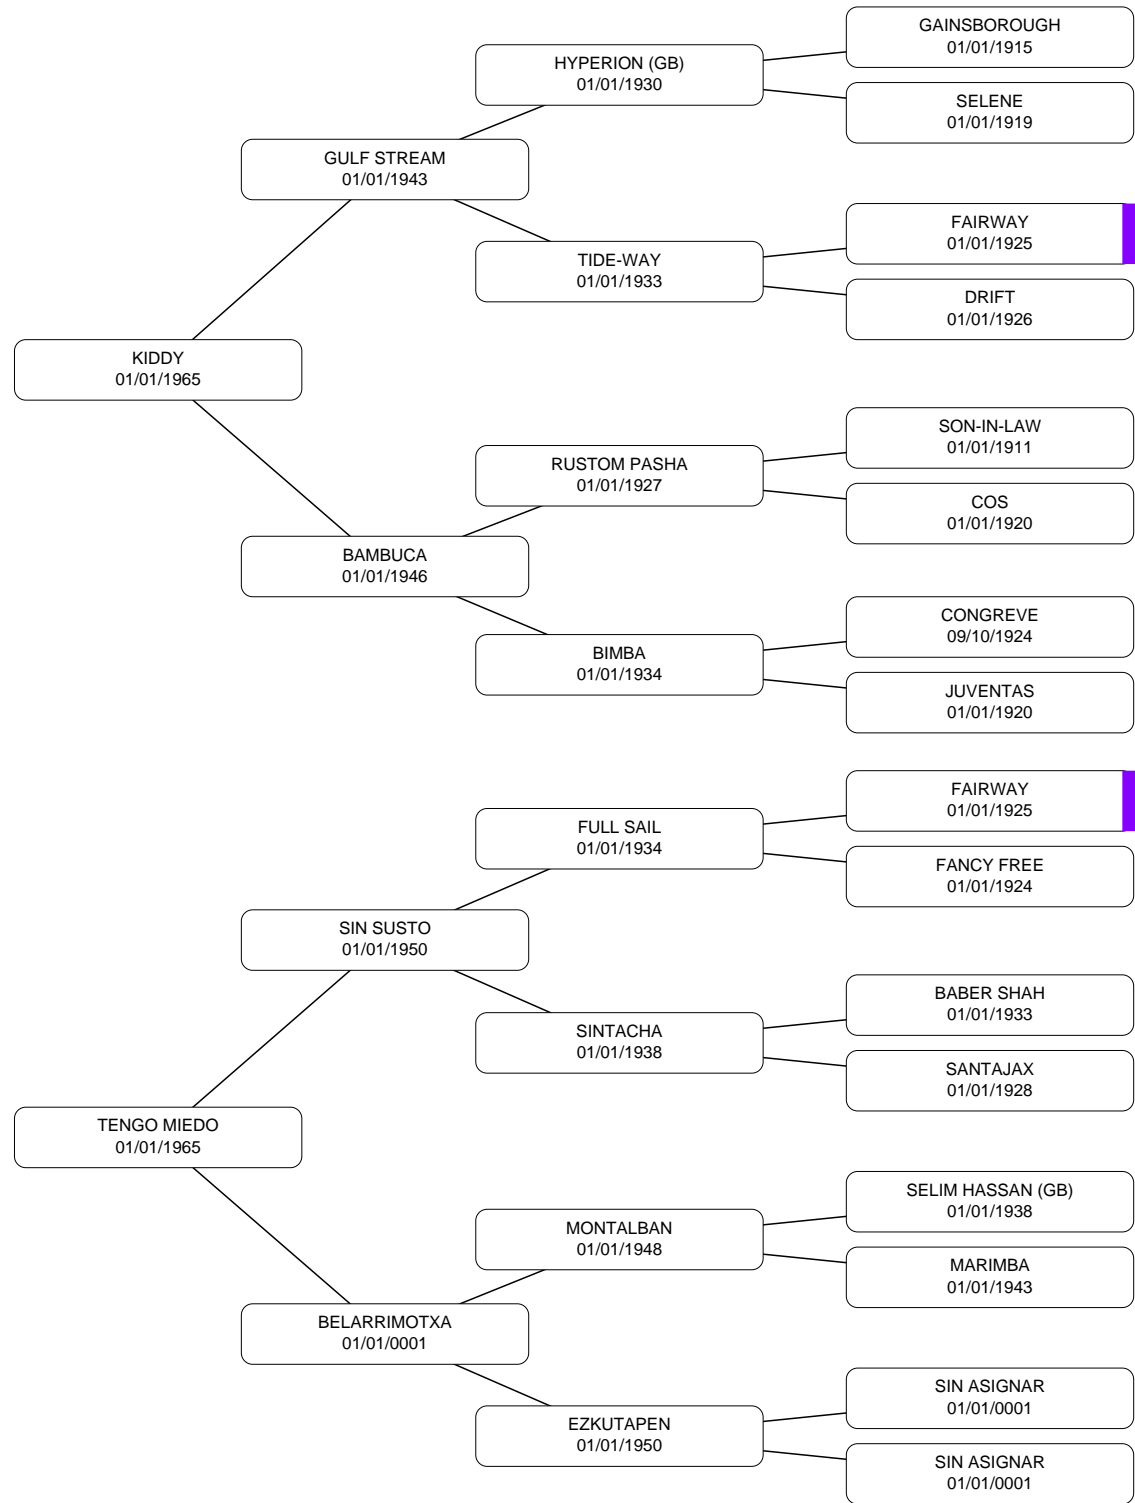 GAINSBOROUGH
01/01/1915
HYPERION (GB)
01/01/1930
SELENE
01/01/1919
GULF STREAM
01/01/1943
FAIRWAY
01/01/1925
TIDE-WAY
01/01/1933
DRIFT
01/01/1926
KIDDY
01/01/1965
SON-IN-LAW
01/01/1911
RUSTOM PASHA
01/01/1927
COS
01/01/1920
BAMBUCA
01/01/1946
CONGREVE
09/10/1924
BIMBA
01/01/1934
JUVENTAS
01/01/1920
FAIRWAY
01/01/1925
FULL SAIL
01/01/1934
FANCY FREE
01/01/1924
SIN SUSTO
01/01/1950
BABER SHAH
01/01/1933
SINTACHA
01/01/1938
SANTAJAX
01/01/1928
TENGO MIEDO
01/01/1965
SELIM HASSAN (GB)
01/01/1938
MONTALBAN
01/01/1948
MARIMBA
01/01/1943
BELARRIMOTXA
01/01/0001
SIN ASIGNAR
01/01/0001
EZKUTAPEN
01/01/1950
SIN ASIGNAR
01/01/0001